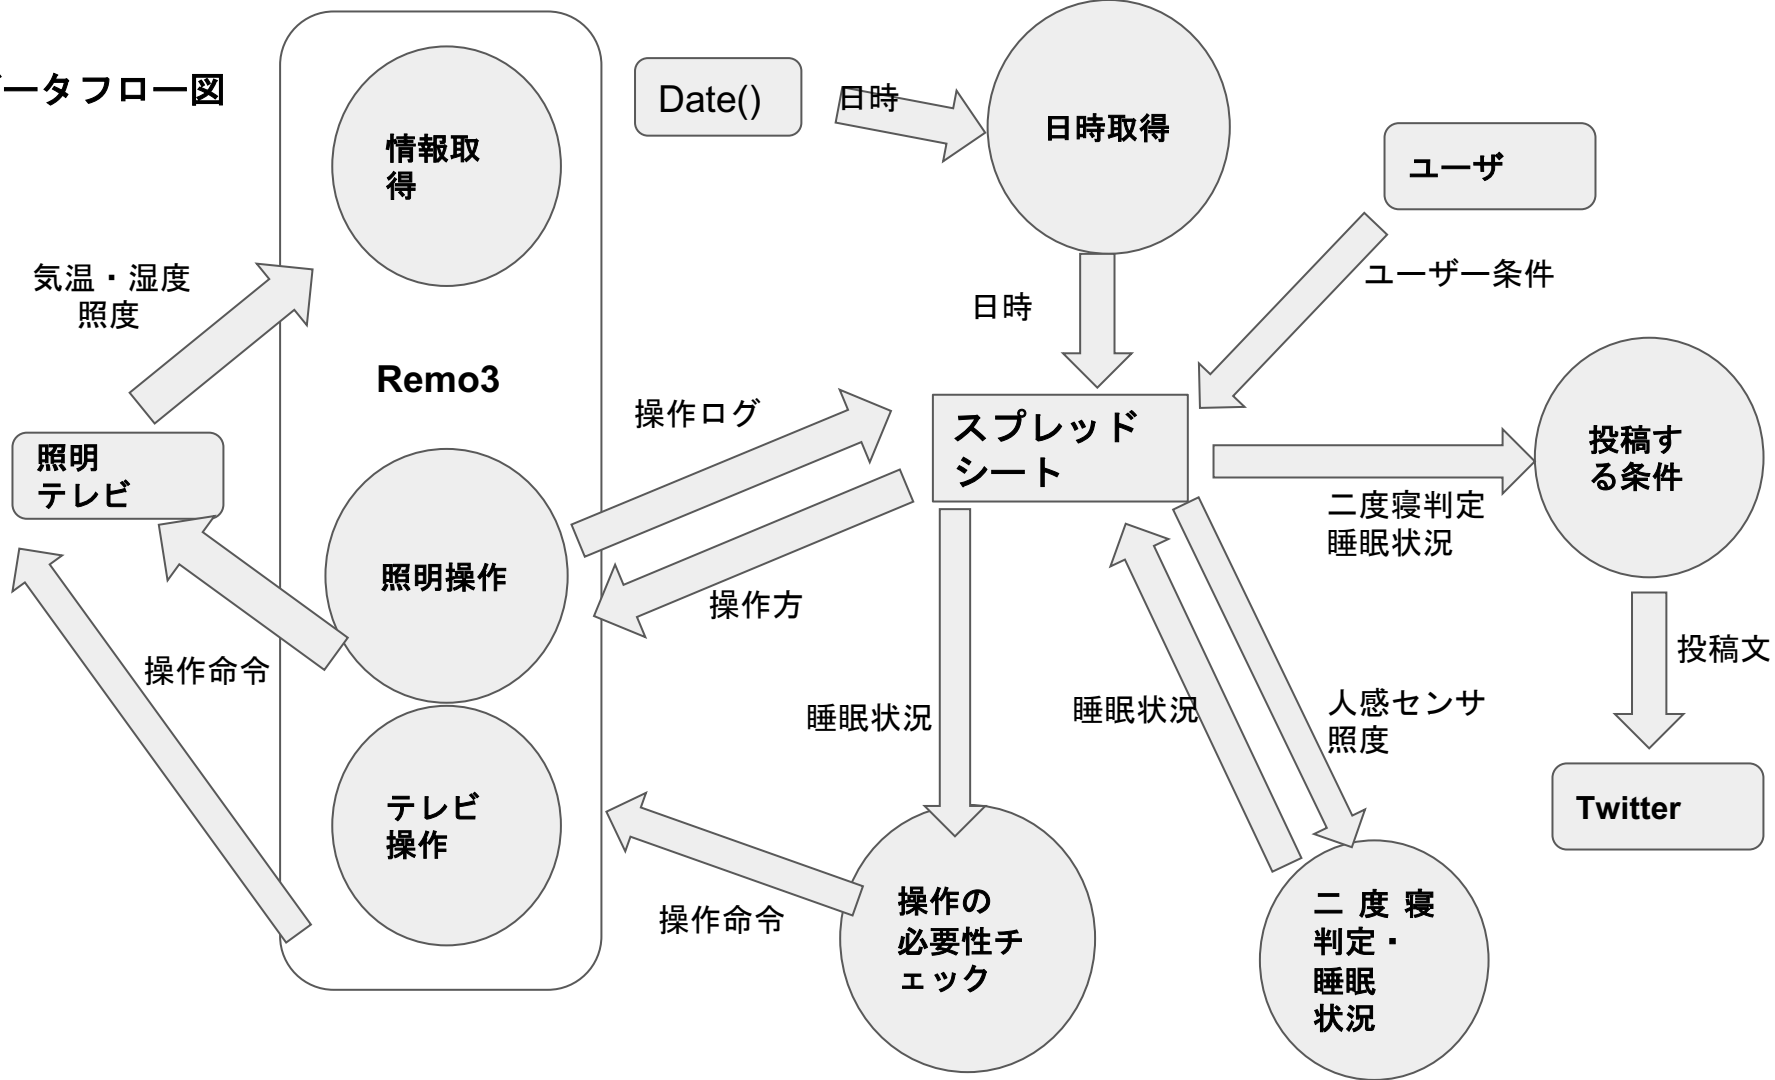 ータフロー図
Date()
日時
日時取得
情報取
得
ユーザ
気温・湿度
照度
日時
ユーザー条件
Remo3
操作ログ
スプレッド
シート
投稿す
る条件
照明
テレビ
二度寝判定
睡眠状況
照明操作
操作方
操作命令
投稿文
睡眠状況
睡眠状況
人感センサ
照度
テレビ
操作
Twitter
操作命令
操作の
必要性チ
ェック
二 度 寝
判定・
睡眠
状況